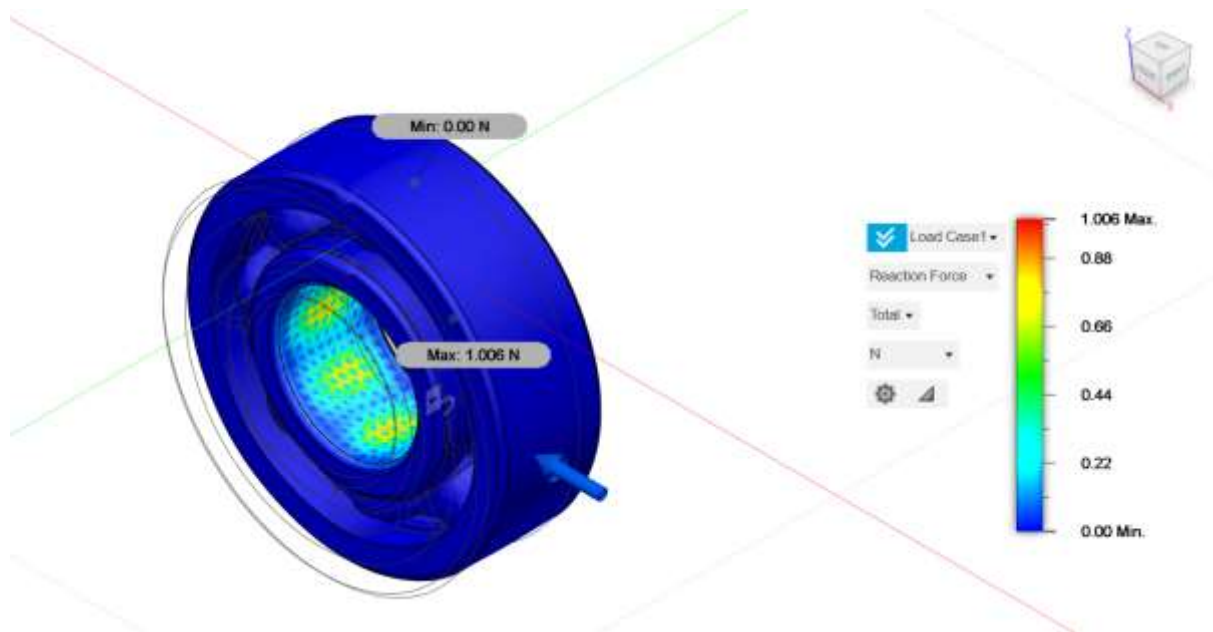 Min: 0.00 N
Max: 1.006 N
Z
Load Case1
Reaction Force
Total
N
1.006 Max.
0.88
0.66
0.44
0.22
0.00 Min.